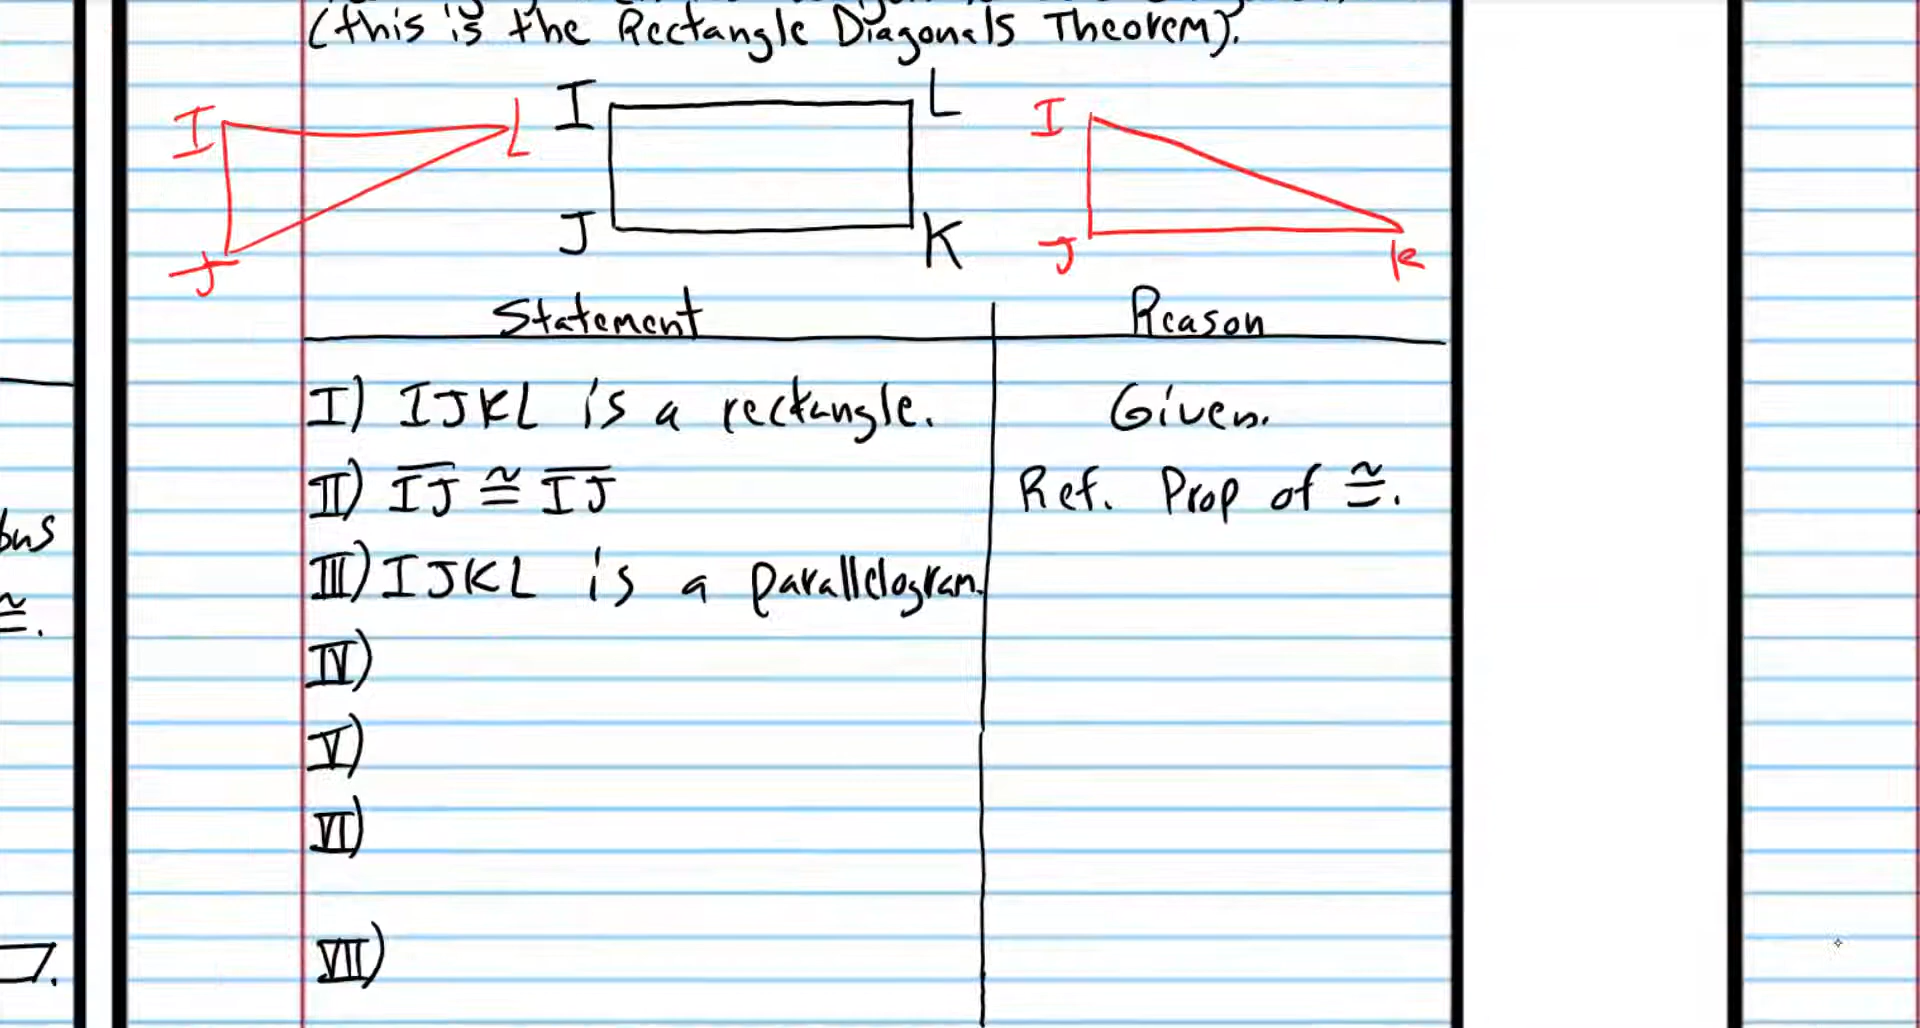 (this is the Rectangle Diagonals Theorem).
I L I L I
J K J J K
Statement Reason
I) IJKL is a rectangle. Given.
II) IJ ≅ IJ Ref. Prop of ≅.
bus
III) IJKL is a parallelogram.
≅.
IV)
V)
VI)
VII)